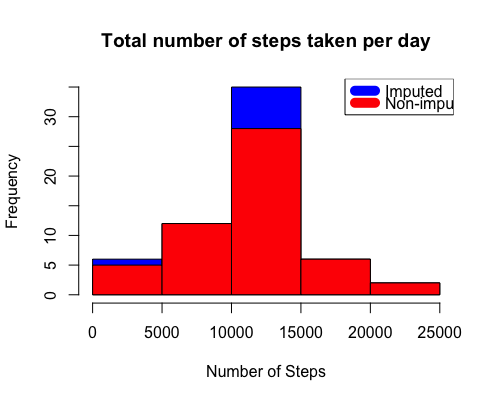 Total number of steps taken per day
Imputed
Non-impu
Frequency
30
20
10
5
0
0 5000 10000 15000 20000 25000
Number of Steps